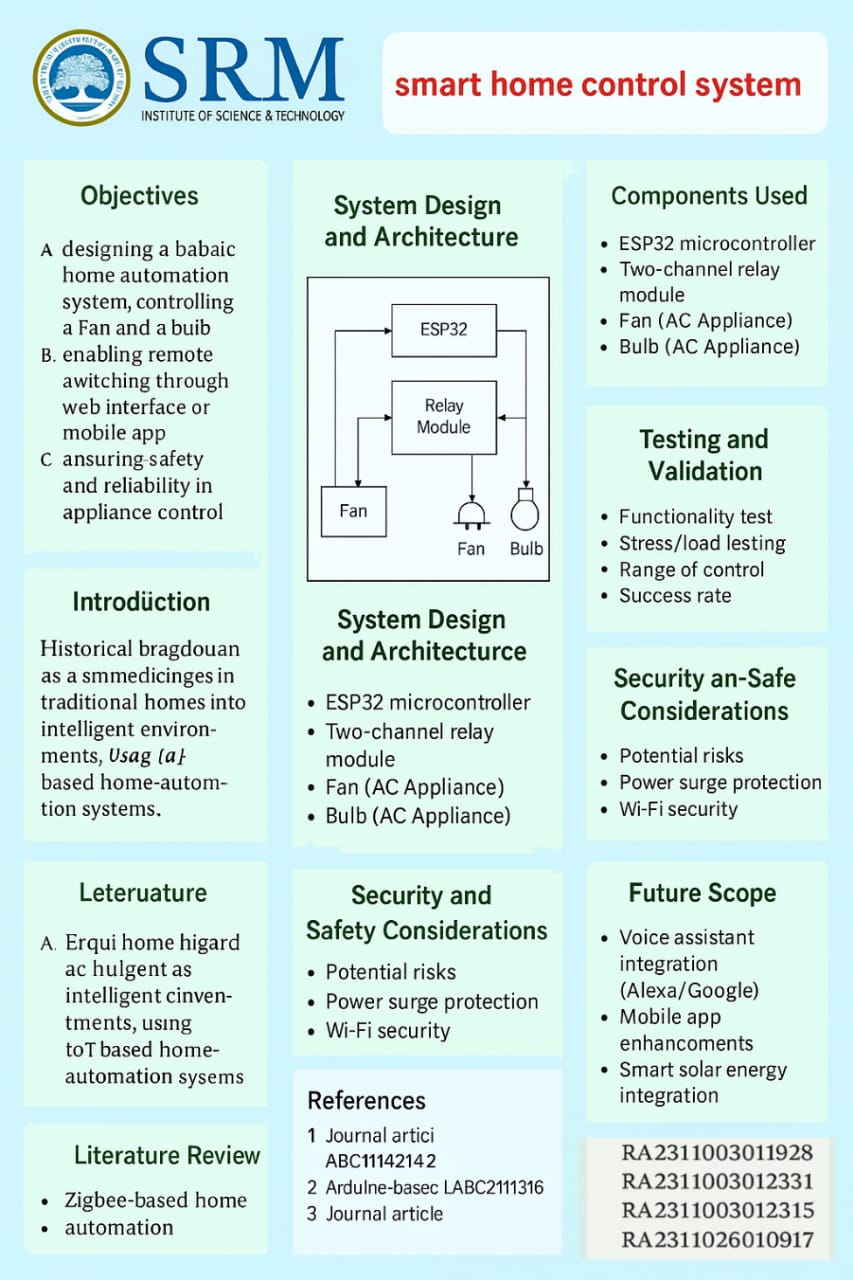 SRM
INSTITUTE OF SCIENCE & TECHNOLOGY
smart home control system
Objectives
A designing a babaic
home automation
system, controlling
a Fan and a buib
B. enabling remote
awitching through
web interface or
mobile app
C ansuring-safety
and reliability in
appliance control
Introdüction
Historical bragdouan
as a smmedicinges in
traditional homes into
intelligent environ-
ments, Usag (a)-
based home-autom-
tion systems.
Leteruature
A. Erqui home higard
ac hulgent as
intelligent cinven-
tments, using
toT based home-
automation sysems
Literature Review
• Zigbee-based home
• automation
System Design
and Architecture
ESP32
Relay
Module
Fan
Fan
Bulb
System Design
and Architecturce
• ESP32 microcontroller
• Two-channel relay
module
• Fan (AC Appliance)
• Bulb (AC Appliance)
Security and
Safety Considerations
• Potential risks
• Power surge protection
• Wi-Fi security
References
1 Journal artici
ABC11142142
2 Ardulne-basec LABC2111316
3 Journal article
Components Used
• ESP32 microcontroller
• Two-channel relay
module
• Fan (AC Appliance)
• Bulb (AC Appliance)
Testing and
Validation
• Functionality test
• Stress/load lesting
• Range of control
• Success rate
Security an-Safe
Considerations
• Potential risks
• Power surge protection
• Wi-Fi security
Future Scope
• Voice assistant
integration
(Alexa/Google)
• Mobile app
enhancoments
• Smart solar energy
integration
RA2311003011928
RA2311003012331
RA2311003012315
RA2311026010917